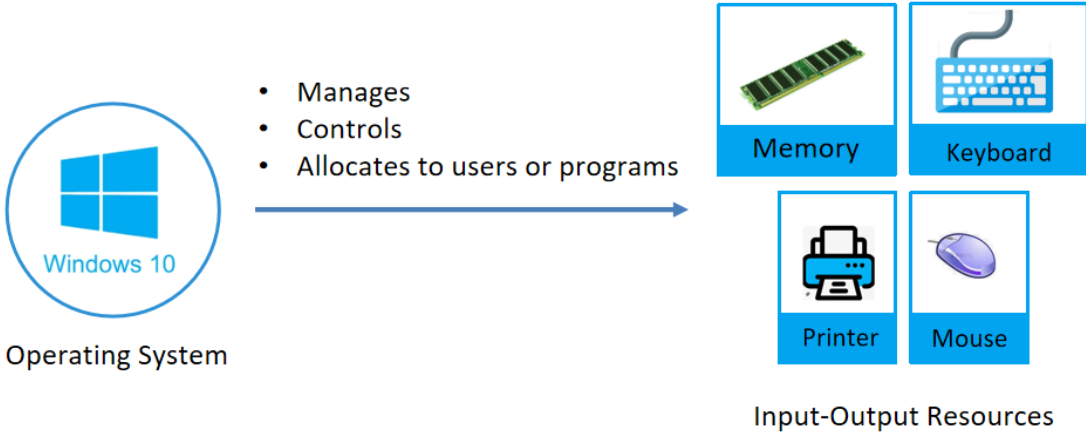 Windows 10
Operating System
• Manages
• Controls
• Allocates to users or programs
Memory
Keyboard
Printer
Mouse
Input-Output Resources